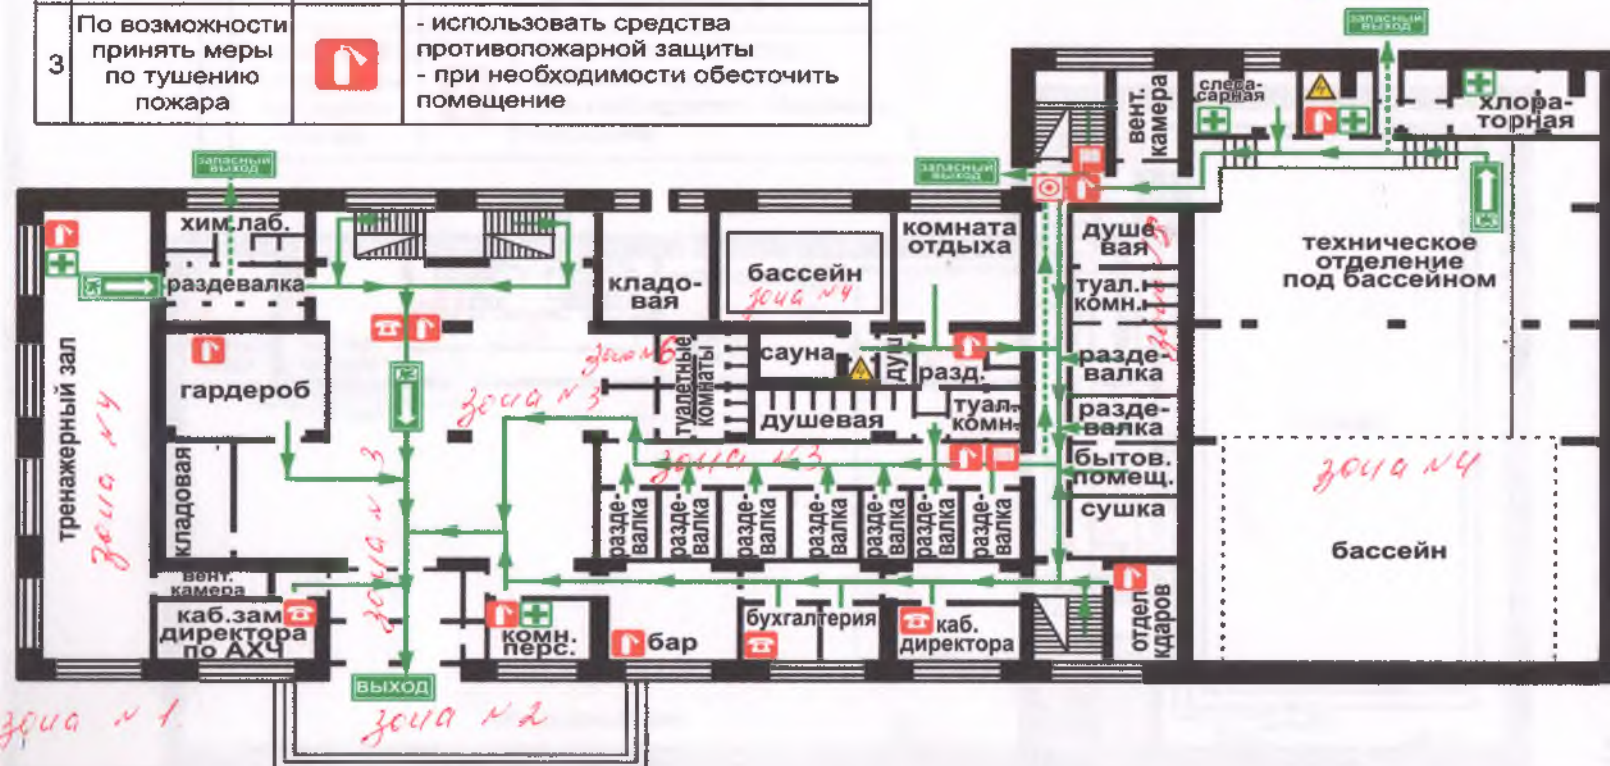 3
По возможности
принять меры
по тушению
пожара
- использовать средства
противопожарной защиты
- при необходимости обесточить
помещение
запасный
выход
запасный
выход
запасный
выход
вент.
камера
слеса-
сарная
хлора-
торная
хим.лаб.
раздевалка
тренажерный зал
зона №4
гардероб
кладовая
вент.
камера
каб.зам
директора
по АХЧ
кладо-
вая
бассейн
зона №4
комната
отдыха
сауна
душ
разд.
туалетные
комнаты
зона №6
зона №3
душевая
туал.
комн.
зона №3
зона №3
разде-
валка
разде-
валка
разде-
валка
разде-
валка
разде-
валка
разде-
валка
разде-
валка
душе
вая
туал.
комн.
разде-
валка
разде-
валка
бытов.
помещ.
сушка
техническое
отделение
под бассейном
зона №4
бассейн
комн.
перс.
бар
бухгалтерия
каб.
директора
отдел
кдаров
ВЫХОД
зона №1.
зона №2